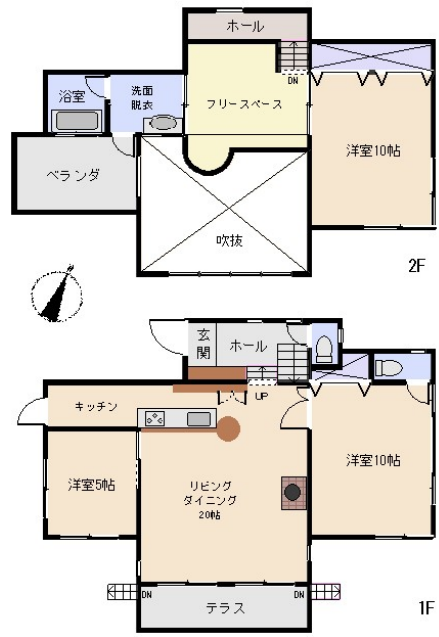 ホール
DN
浴室
洗面
脱衣
フリースペース
洋室10帖
ベランダ
吹抜
2F
玄関
ホール
UP
キッチン
洋室5帖
リビング
ダイニング
20帖
洋室10帖
DN
DN
テラス
1F